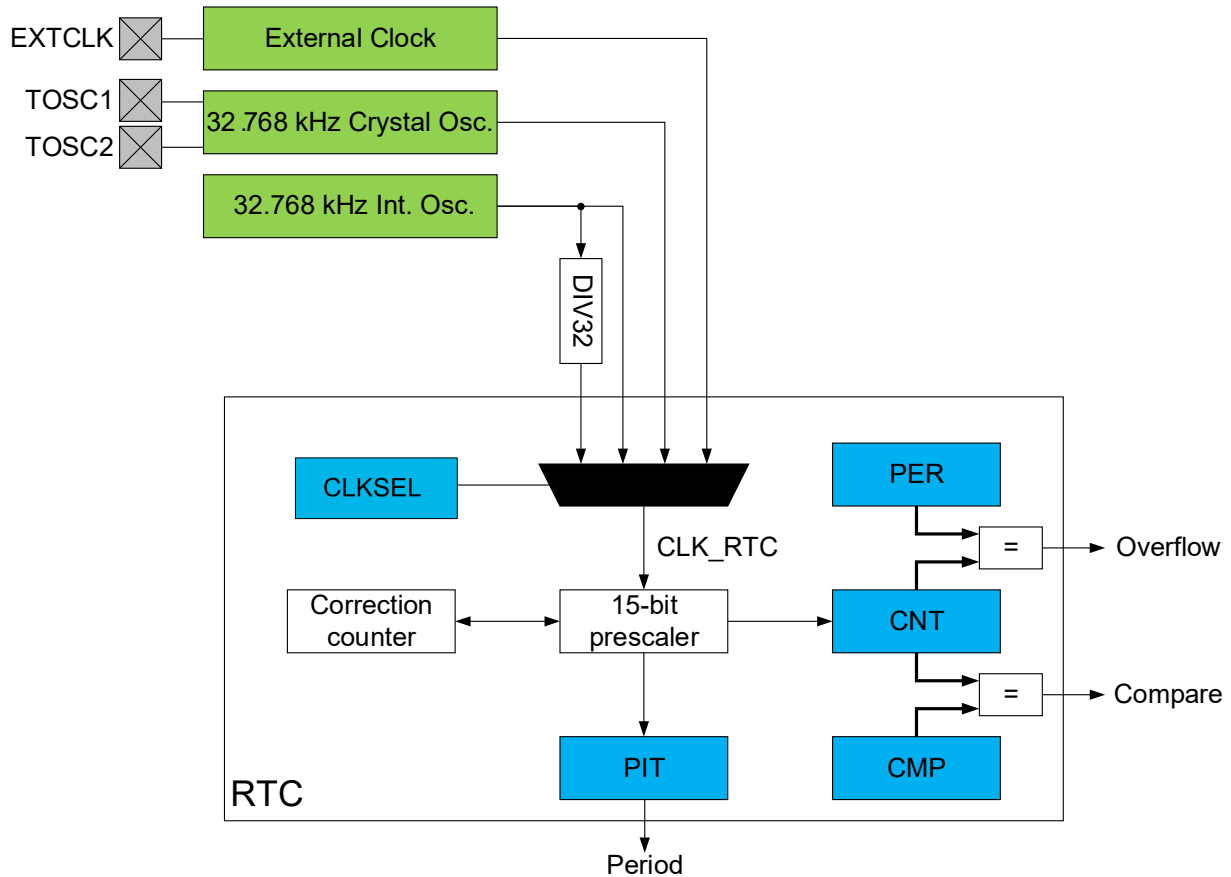 EXTCLK
External Clock
TOSC1
TOSC2
32.768 kHz Crystal Osc.
32.768 kHz Int. Osc.
DIV32
CLKSEL
PER
CLK_RTC
=
Overflow
Correction
counter
15-bit
prescaler
CNT
=
Compare
PIT
CMP
RTC
Period